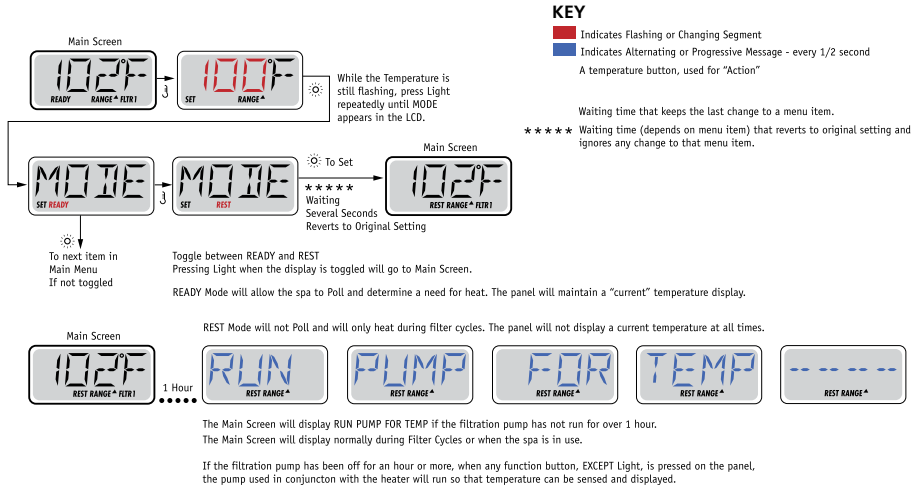 KEY
Indicates Flashing or Changing Segment
Indicates Alternating or Progressive Message - every 1/2 second
A temperature button, used for “Action”
Waiting time that keeps the last change to a menu item.
***** Waiting time (depends on menu item) that reverts to original setting and
ignores any change to that menu item.
Main Screen
102°F
READY RANGE FLTR1
100°F
SET RANGE
While the Temperature is
still flashing, press Light
repeatedly until MODE
appears in the LCD.
MODE
SET READY
MODE
SET REST
To Set
*****
Waiting
Several Seconds
Reverts to Original Setting
Main Screen
102°F
REST RANGE FLTR1
To next item in
Main Menu
If not toggled
Toggle between READY and REST
Pressing Light when the display is toggled will go to Main Screen.
READY Mode will allow the spa to Poll and determine a need for heat. The panel will maintain a “current” temperature display.
REST Mode will not Poll and will only heat during filter cycles. The panel will not display a current temperature at all times.
Main Screen
102°F
REST RANGE FLTR1
1 Hour
RUN
REST RANGE
PUMP
REST RANGE
FOR
REST RANGE
TEMP
REST RANGE
-- -- -- --
REST RANGE
The Main Screen will display RUN PUMP FOR TEMP if the filtration pump has not run for over 1 hour.
The Main Screen will display normally during Filter Cycles or when the spa is in use.
If the filtration pump has been off for an hour or more, when any function button, EXCEPT Light, is pressed on the panel,
the pump used in conjuncton with the heater will run so that temperature can be sensed and displayed.